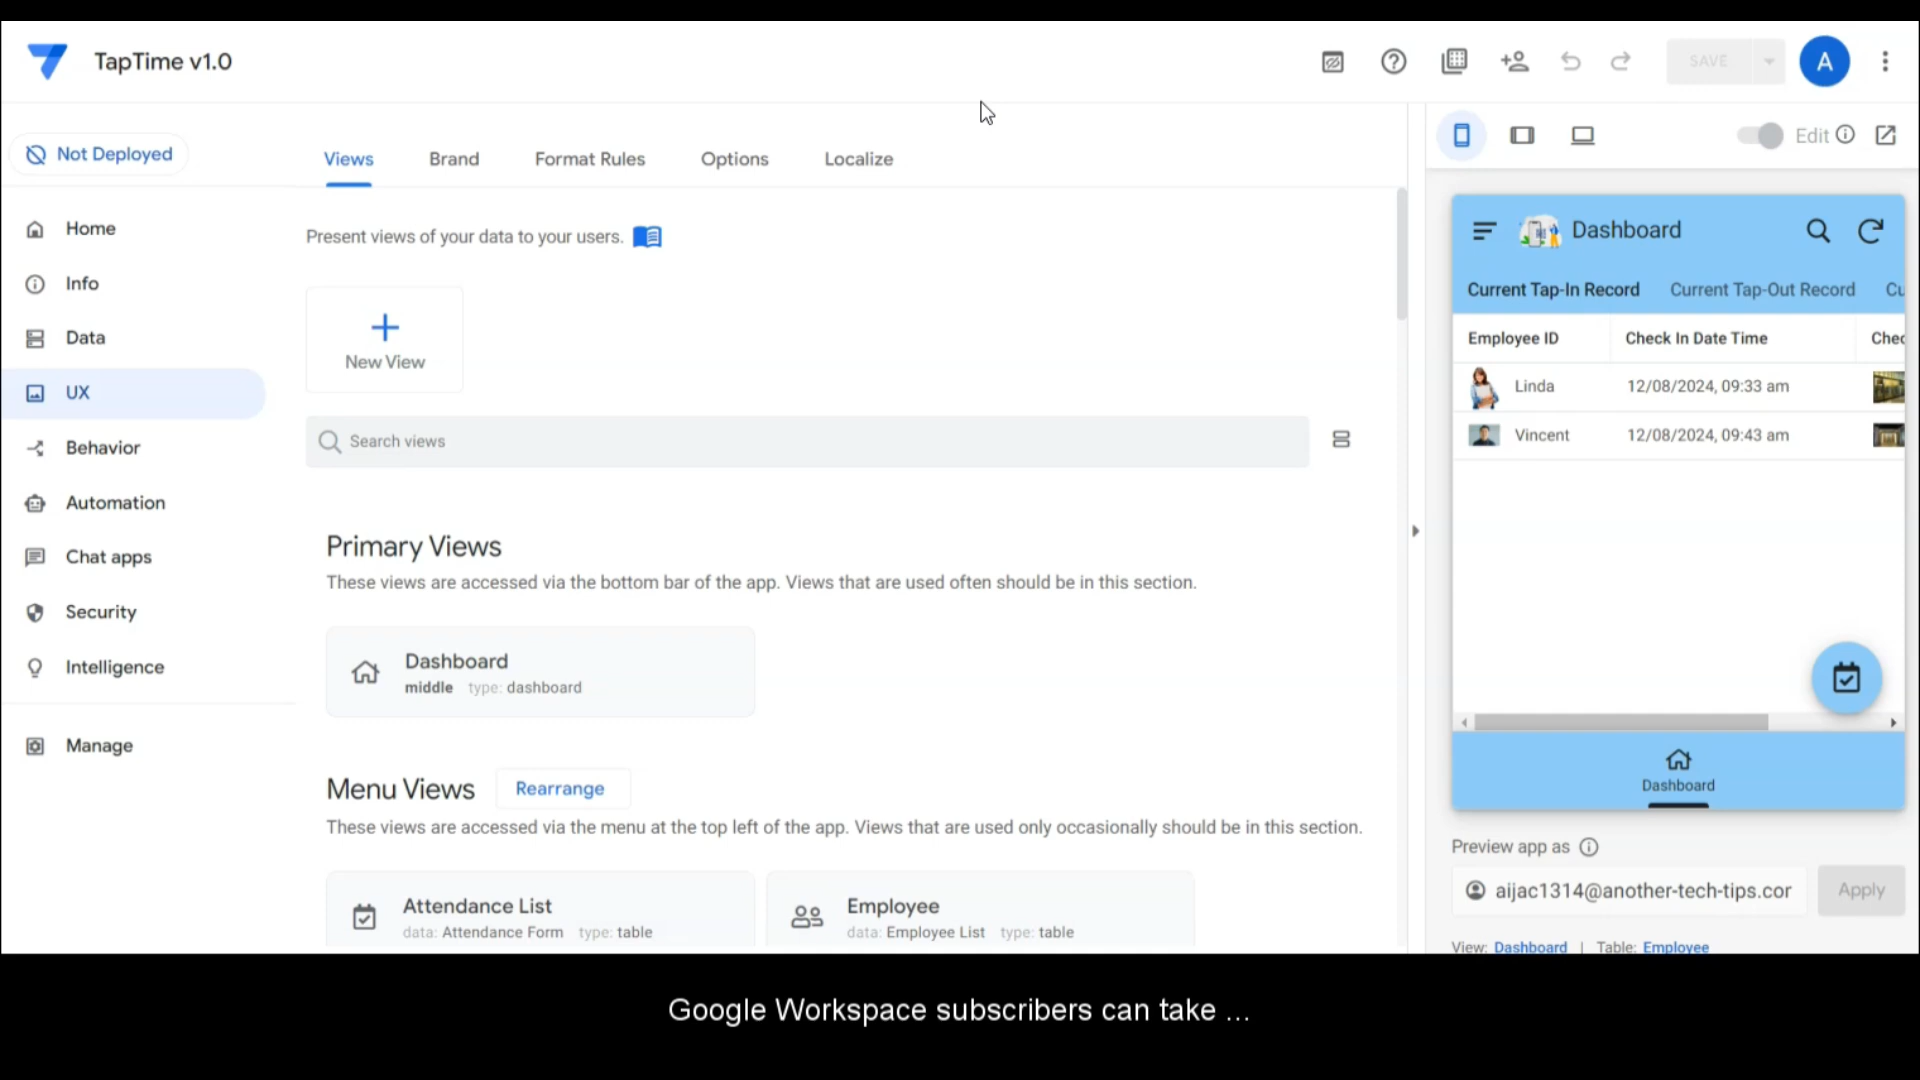 TapTime v1.0
SAVE
A
Not Deployed
Views Brand Format Rules Options Localize
Edit
Home
Info
Data
UX
Behavior
Automation
Chat apps
Security
Intelligence
Manage
Present views of your data to your users.
New View
Search views
Primary Views
These views are accessed via the bottom bar of the app. Views that are used often should be in this section.
Dashboard
middle type: dashboard
Menu Views Rearrange
These views are accessed via the menu at the top left of the app. Views that are used only occasionally should be in this section.
Attendance List
data: Attendance Form type: table
Employee
data: Employee List type: table
Dashboard
Current Tap-In Record Current Tap-Out Record Cu
Employee ID Check In Date Time Chec
Linda 12/08/2024, 09:33 am
Vincent 12/08/2024, 09:43 am
Dashboard
Preview app as
aijac1314@another-tech-tips.cor Apply
View: Dashboard | Table: Employee
Google Workspace subscribers can take ...